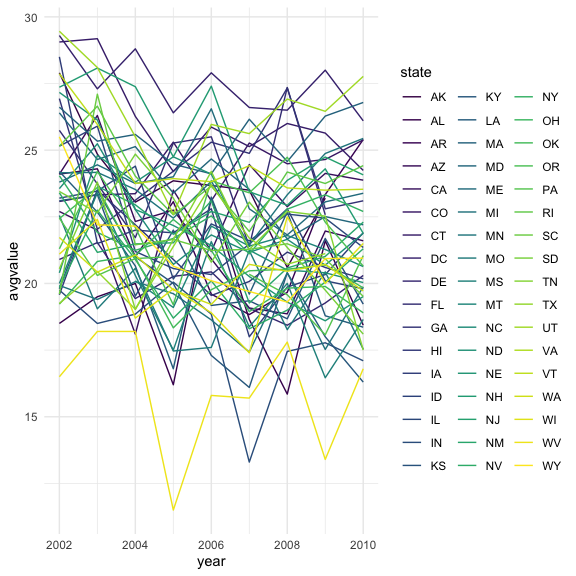 30
25
20
15
avgvalue
2002 2004 2006 2008 2010
year
state
AK KY NY
AL LA OH
AR MA OK
AZ MD OR
CA ME PA
CO MI RI
CT MN SC
DC MO SD
DE MS TN
FL MT TX
GA NC UT
HI ND VA
IA NE VT
ID NH WA
IL NJ WI
IN NM WV
KS NV WY